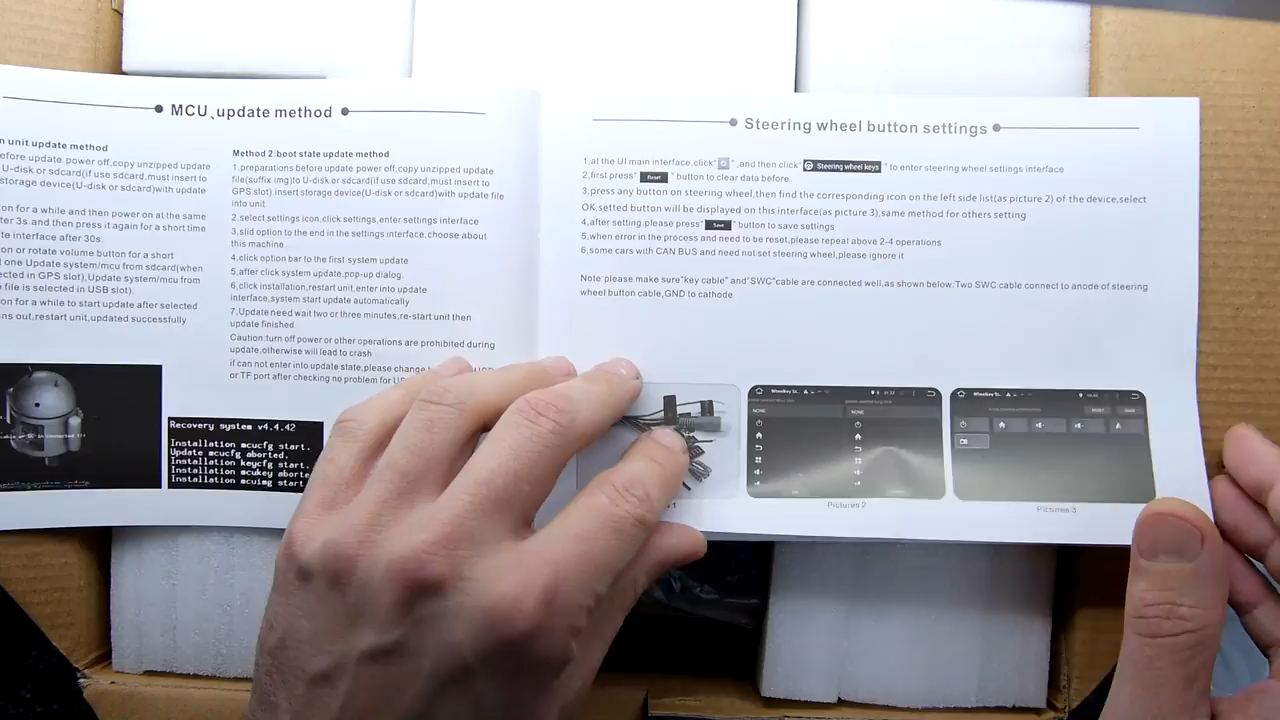 MCU、update method
n unit update method
efore update power off,copy unzipped update
U-disk or sdcard(if use sdcard,must insert to
storage device(U-disk or sdcard)with update
on for a while and then power on at the same
ter 3s.and then press it again for a short time
te interface after 30s.
on or rotate volume button for a short
t one Update system/mcu from sdcard(when
ected in GPS slot),Update system/mcu from
file is selected in USB slot).
on for a while to start update after selected
ns out,restart unit,updated successfully
Method 2:boot state update method
1,preparations before update power off:copy unzipped update
file(suffix .img)to U-disk or sdcard(if use sdcard,must insert to
GPS slot).insert storage device(U-disk or sdcard)with update file
into unit
2,select settings icon,click settings,enter settings interface
3,slid option to the end in the settings interface,choose about
this machine
4,click option bar to the first system update
5,after click system update,pop-up dialog.
6,click installation,restart unit,enter into update
interface,system start update automatically
7,Update need wait two or three minutes,re-start unit then
update finished
Caution:turn off power or other operations are prohibited during
update,otherwise will lead to crash
if can not enter into update state,please change
or TF port after checking no problem for
Recovery system v4.4.42
Installation mcucfg start.
Update mcucfg aborted.
Installation keycfg start.
Installation mcukey aborte
Installation mcuimg start
Steering wheel button settings
1,at the UI main interface,click" " ,and then click" Steering wheel keys " to enter steering wheel settings interface
2,first press" Reset " button to clear data before
3,press any button on steering wheel,then find the corresponding icon on the left side list(as picture 2) of the device,select
OK,setted button will be displayed on this interface(as picture 3),same method for others setting
4,after setting,please press" Save " button to save settings
5,when error in the process and need to be reset,please repeat above 2-4 operations
6,some cars with CAN BUS and need not set steering wheel,please ignore it
Note:please make sure"key cable" and"SWC"cable are connected well,as shown below.Two SWC cable connect to anode of steering
wheel button cable,GND to cathode
NONE
NONE
1
Pictures 2
Pictures 3